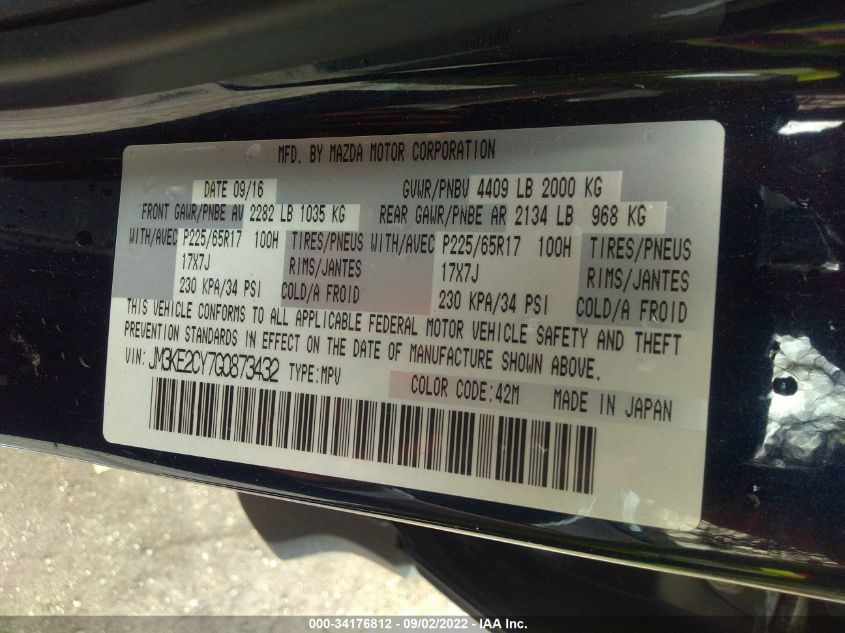 MFD. BY MAZDA MOTOR CORPORATION
DATE 09/16 GVWR/PNBV 4409 LB 2000 KG
FRONT GAWR/PNBE AV 2282 LB 1035 KG REAR GAWR/PNBE AR 2134 LB 968 KG
WITH/AVEC P225/65R17 100H TIRES/PNEUS WITH/AVEC P225/65R17 100H TIRES/PNEUS
17X7J RIMS/JANTES 17X7J RIMS/JANTES
230 KPA/34 PSI COLD/A FROID 230 KPA/34 PSI COLD/A FROID
THIS VEHICLE CONFORMS TO ALL APPLICABLE FEDERAL MOTOR VEHICLE SAFETY AND THEFT
PREVENTION STANDARDS IN EFFECT ON THE DATE OF MANUFACTURE SHOWN ABOVE.
VIN: JM3KE2CY7G0873432 TYPE:MPV
COLOR CODE:42M MADE IN JAPAN
000-34176812 - 09/02/2022 - IAA Inc.